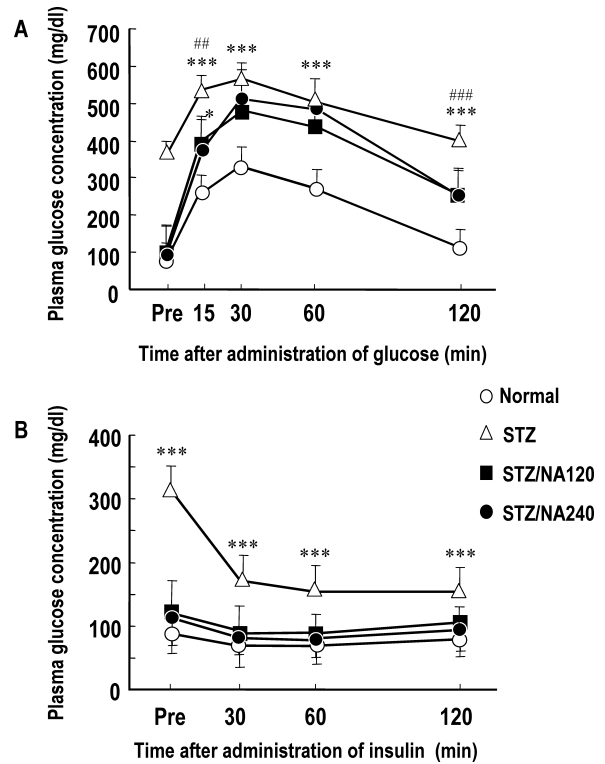 A
Plasma glucose concentration (mg/dl)
700
600
500
400
300
200
100
0
##
***
*
***
***
###
***
Pre 15 30 60 120
Time after administration of glucose (min)
B
Plasma glucose concentration (mg/dl)
400
300
200
100
0
***
***
***
***
Pre 30 60 120
Time after administration of insulin (min)
Normal
STZ
STZ/NA120
STZ/NA240